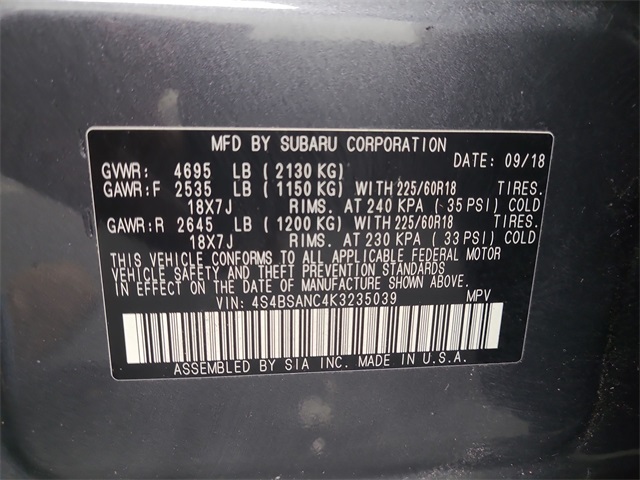 MFD BY SUBARU CORPORATION
GVWR: 4695 LB ( 2130 KG) DATE: 09/18
GAWR:F 2535 LB ( 1150 KG) WITH 225/60R18 TIRES.
18X7J RIMS. AT 240 KPA ( 35 PSI) COLD
GAWR:R 2645 LB ( 1200 KG) WITH 225/60R18 TIRES.
18X7J RIMS. AT 230 KPA ( 33 PSI) COLD
THIS VEHICLE CONFORMS TO ALL APPLICABLE FEDERAL MOTOR
VEHICLE SAFETY AND THEFT PREVENTION STANDARDS
IN EFFECT ON THE DATE OF MANUFACTURE SHOWN ABOVE.
VIN: 4S4BSANC4K3235039 MPV
ASSEMBLED BY SIA INC. MADE IN U.S.A.